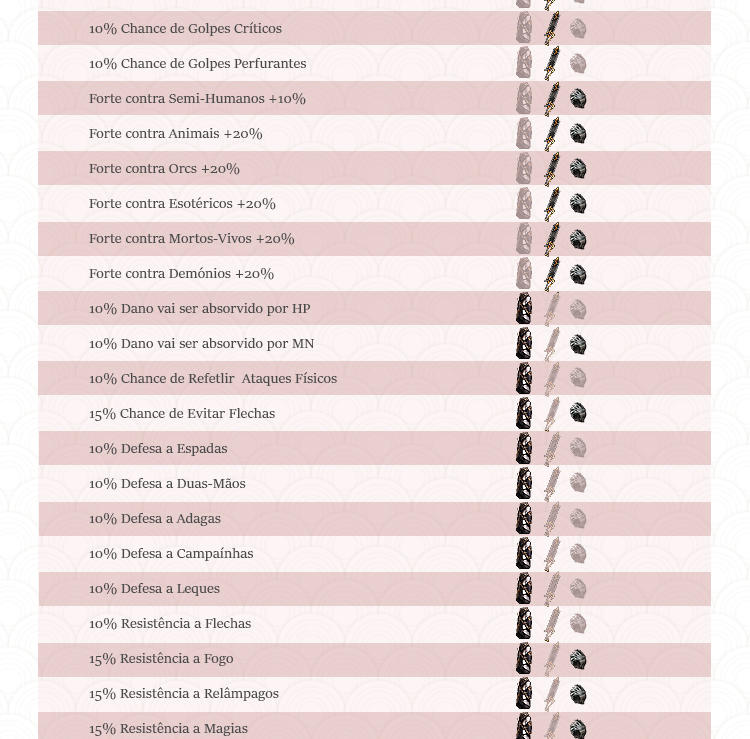 10% Chance de Golpes Críticos
10% Chance de Golpes Perfurantes
Forte contra Semi-Humanos +10%
Forte contra Animais +20%
Forte contra Orcs +20%
Forte contra Esotéricos +20%
Forte contra Mortos-Vivos +20%
Forte contra Demónios +20%
10% Dano vai ser absorvido por HP
10% Dano vai ser absorvido por MN
10% Chance de Refetlir  Ataques Físicos
15% Chance de Evitar Flechas
10% Defesa a Espadas
10% Defesa a Duas-Mãos
10% Defesa a Adagas
10% Defesa a Campaínhas
10% Defesa a Leques
10% Resistência a Flechas
15% Resistência a Fogo
15% Resistência a Relâmpagos
15% Resistência a Magias